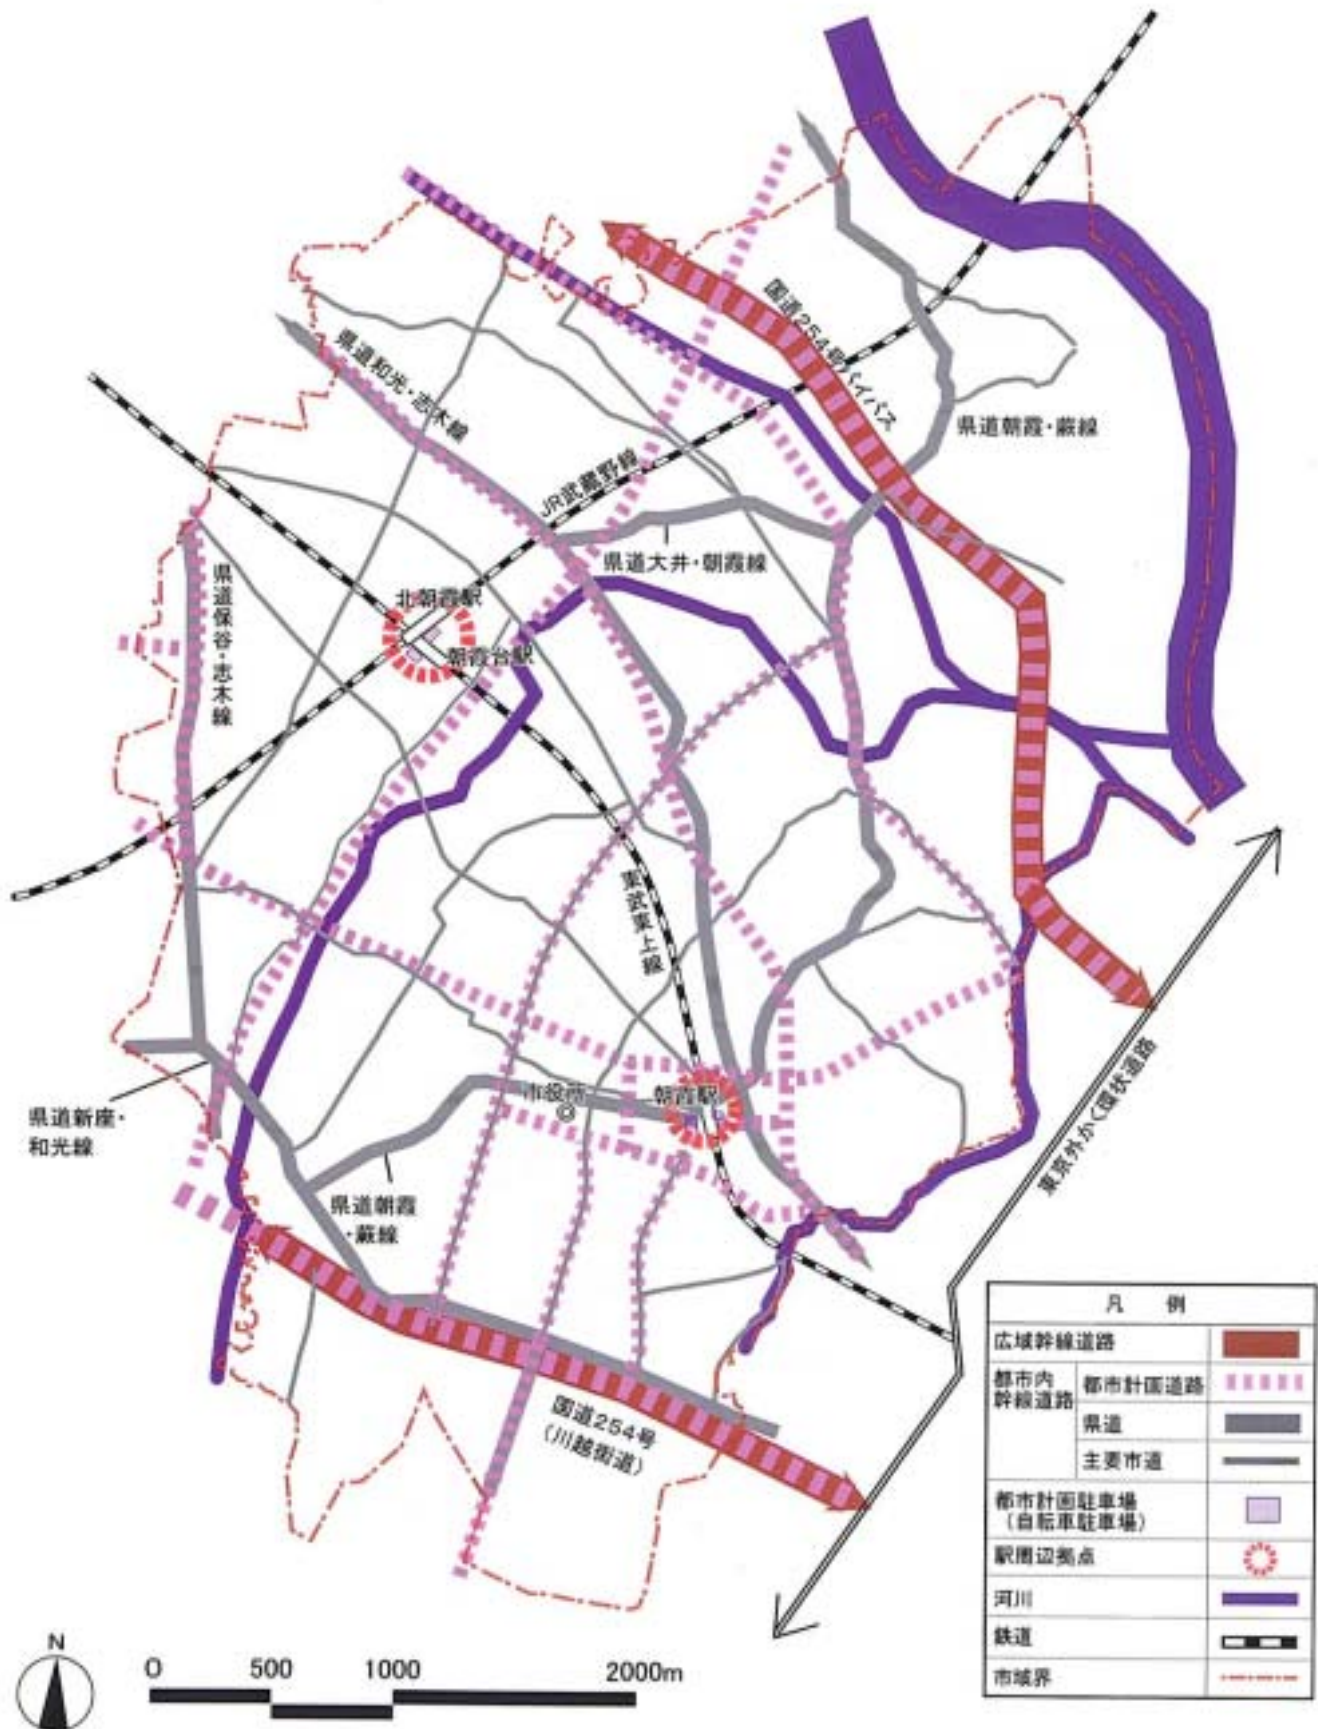 国道254号バイパス
県道和光・志木線
県道朝霞・蕨線
JR武蔵野線
県道大井・朝霞線
県道保谷・志木線
北朝霞駅
朝霞台駅
東武東上線
県道新座・
和光線
市役所
朝霞駅
東京外かく環状道路
県道朝霞
・蕨線
国道254号
(川越街道)
凡 例
広域幹線道路
都市内
幹線道路
都市計画道路
県道
主要市道
都市計画駐車場
(自転車駐車場)
駅周辺拠点
河川
鉄道
市域界
N
0 500 1000 2000m